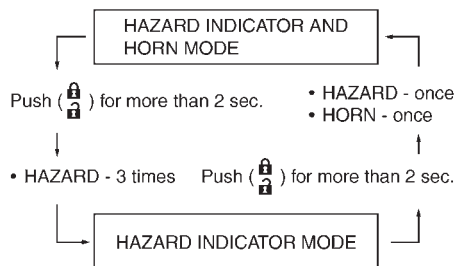 HAZARD INDICATOR AND
HORN MODE
Push ( ) for more than 2 sec.
• HAZARD - once
• HORN - once
• HAZARD - 3 times
Push ( ) for more than 2 sec.
HAZARD INDICATOR MODE